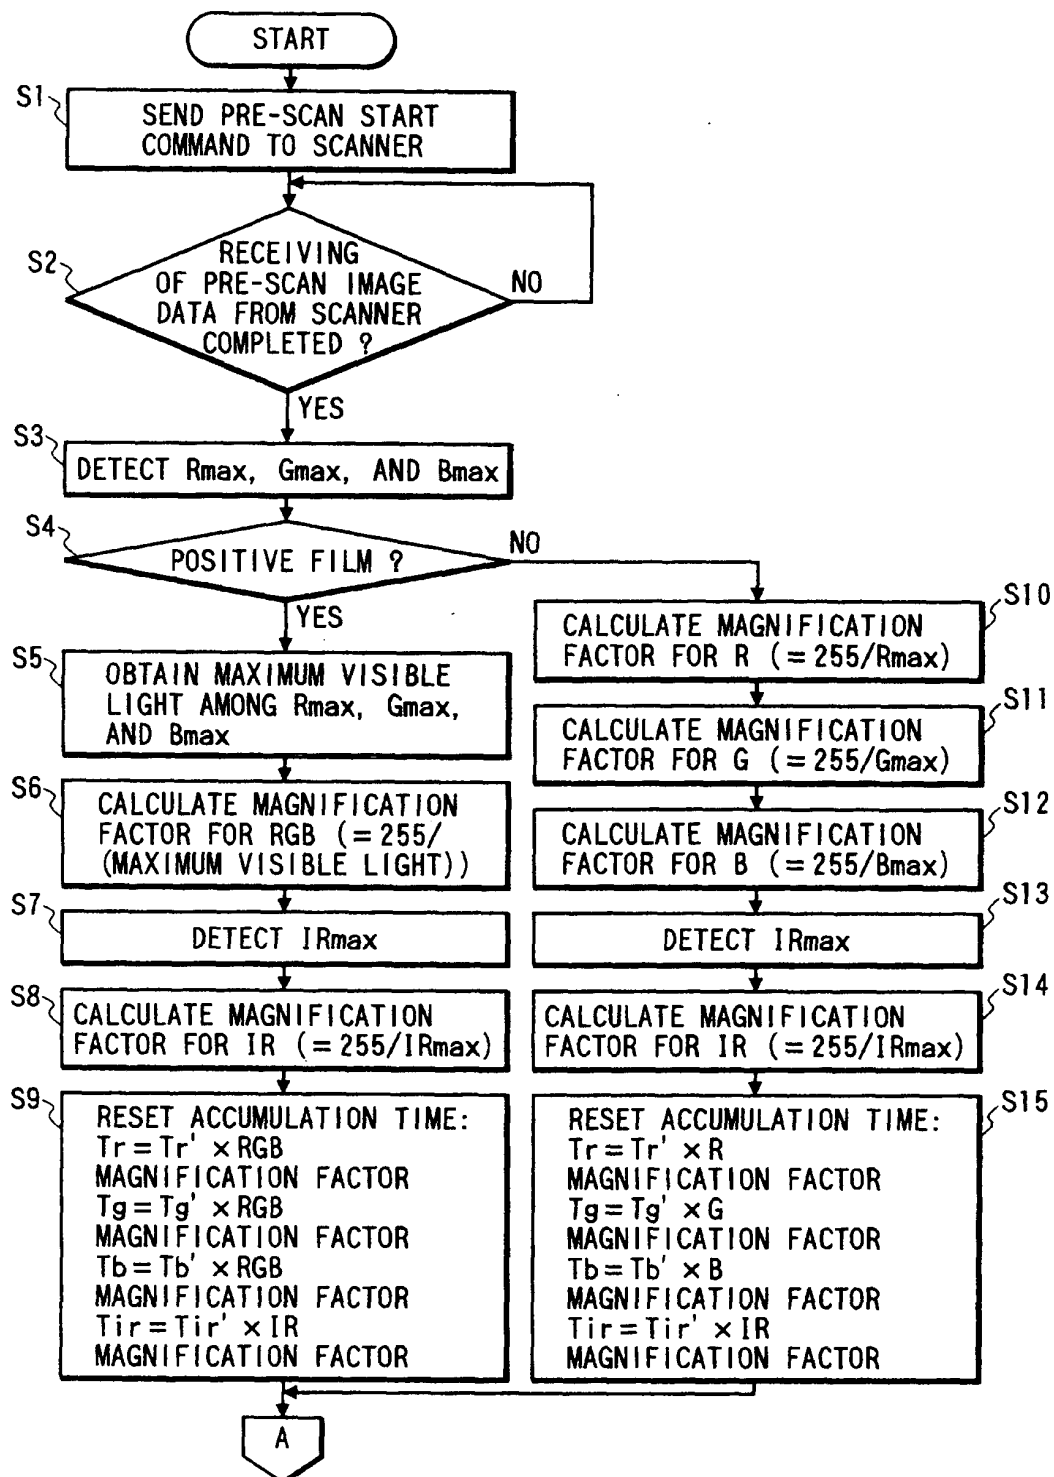 START
S1
SEND PRE-SCAN START
COMMAND TO SCANNER
S2
RECEIVING
OF PRE-SCAN IMAGE
DATA FROM SCANNER
COMPLETED ?
NO
YES
S3
DETECT Rmax, Gmax, AND Bmax
S4
POSITIVE FILM ?
NO
YES
S5
OBTAIN MAXIMUM VISIBLE
LIGHT AMONG Rmax, Gmax,
AND Bmax
S6
CALCULATE MAGNIFICATION
FACTOR FOR RGB (=255/
(MAXIMUM VISIBLE LIGHT))
S7
DETECT IRmax
S8
CALCULATE MAGNIFICATION
FACTOR FOR IR (=255/IRmax)
S9
RESET ACCUMULATION TIME:
Tr=Tr' × RGB
MAGNIFICATION FACTOR
Tg=Tg' × RGB
MAGNIFICATION FACTOR
Tb=Tb' × RGB
MAGNIFICATION FACTOR
Tir=Tir' × IR
MAGNIFICATION FACTOR
S10
CALCULATE MAGNIFICATION
FACTOR FOR R (=255/Rmax)
S11
CALCULATE MAGNIFICATION
FACTOR FOR G (=255/Gmax)
S12
CALCULATE MAGNIFICATION
FACTOR FOR B (=255/Bmax)
S13
DETECT IRmax
S14
CALCULATE MAGNIFICATION
FACTOR FOR IR (=255/IRmax)
S15
RESET ACCUMULATION TIME:
Tr=Tr' × R
MAGNIFICATION FACTOR
Tg=Tg' × G
MAGNIFICATION FACTOR
Tb=Tb' × B
MAGNIFICATION FACTOR
Tir=Tir' × IR
MAGNIFICATION FACTOR
A